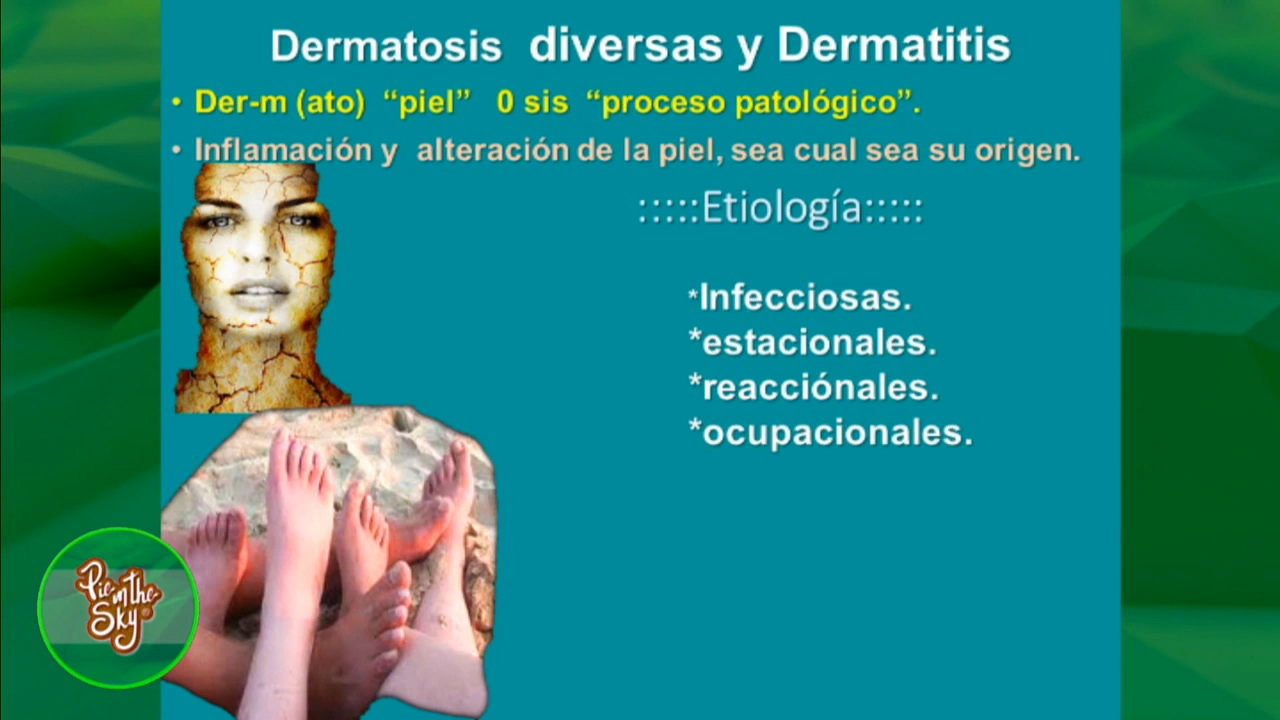 Dermatosis diversas y Dermatitis
• Der-m (ato) “piel” 0 sis “proceso patológico”.
• Inflamación y alteración de la piel, sea cual sea su origen.
:::::Etiología:::::
*Infecciosas.
*estacionales.
*reacciónales.
*ocupacionales.
Pie in the
Sky